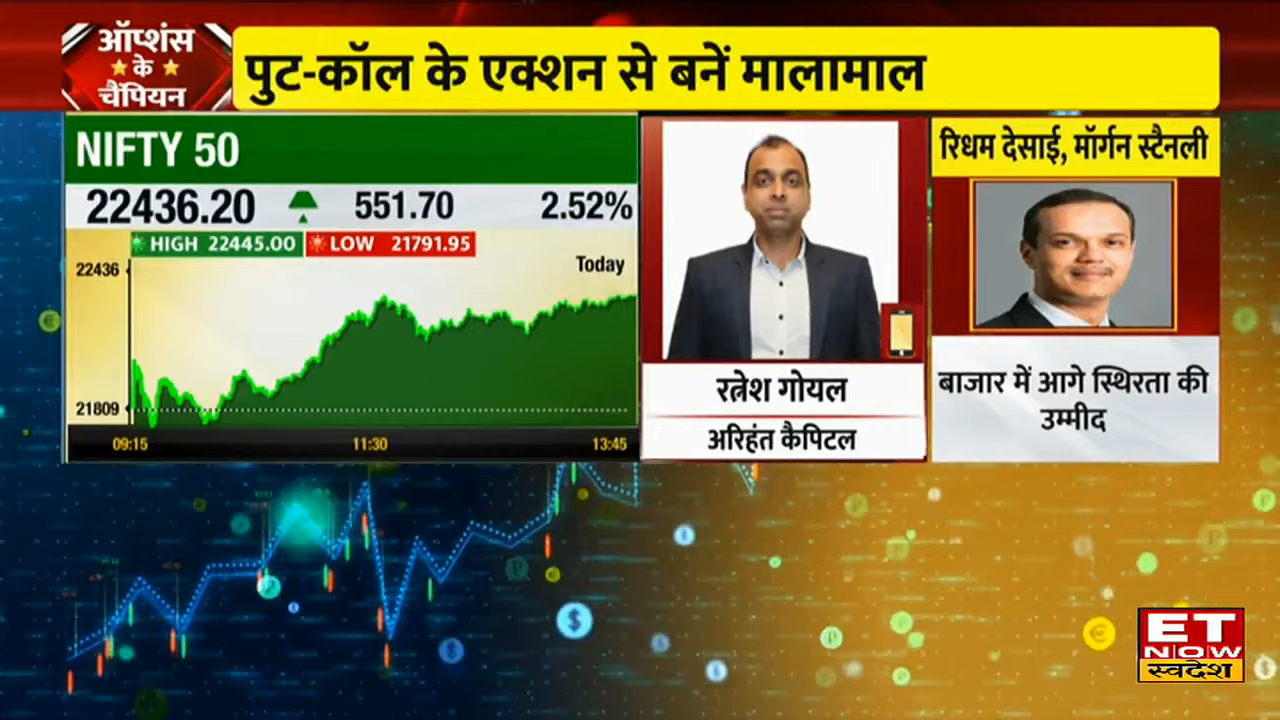 ऑप्शंस
के
चैंपियन
पुट-कॉल के एक्शन से बनें मालामाल
NIFTY 50
22436.20 551.70 2.52%
HIGH 22445.00 LOW 21791.95
Today
22436
21809
09:15 11:30 13:45
रत्नेश गोयल
अरिहंत कैपिटल
रिधम देसाई, मॉर्गन स्टैनली
बाजार में आगे स्थिरता की
उम्मीद
ET
NOW
स्वदेश